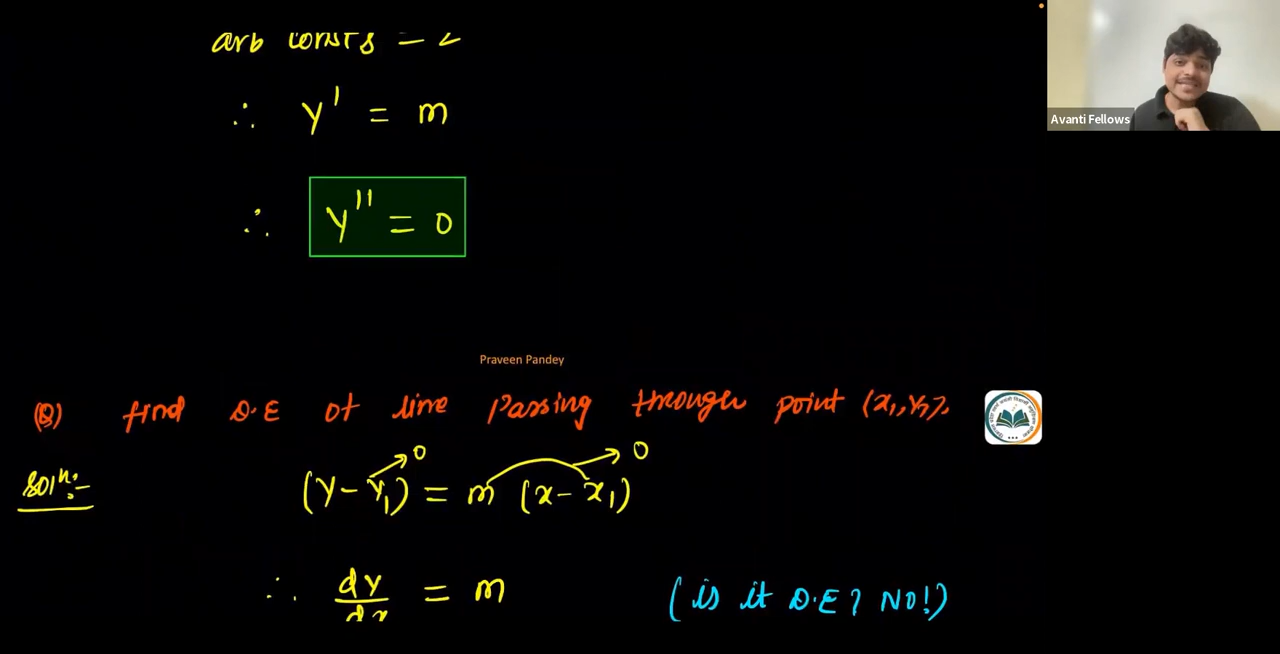 arb consts - 2
∴ y' = m
∴ y'' = 0
Avanti Fellows
Praveen Pandey
(Q) find D.E of line passing through point (x₁, y₁),
Solⁿ:-
(y - y₁) = m (x - x₁)
0
0
∴ dy/dx = m (is it D.E? NO!)